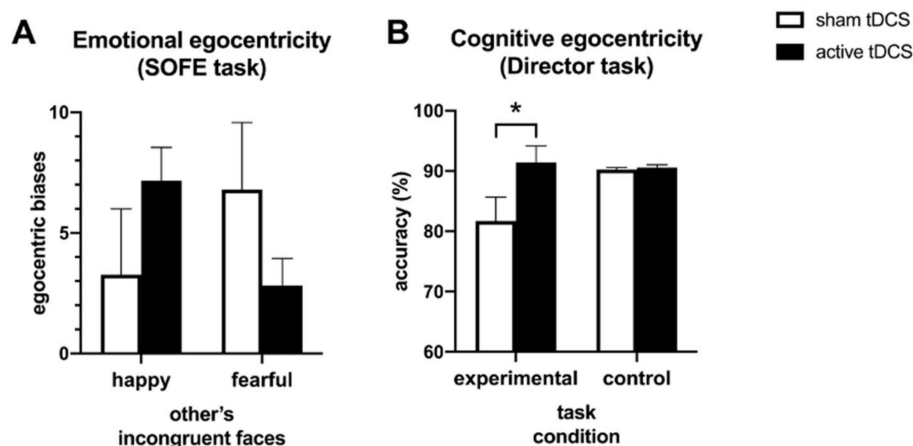 A
Emotional egocentricity
(SOFE task)
egocentric biases
10
5
0
happy
fearful
other's
incongruent faces
B
Cognitive egocentricity
(Director task)
accuracy (%)
100
90
80
70
60
*
experimental
control
task
condition
sham tDCS
active tDCS